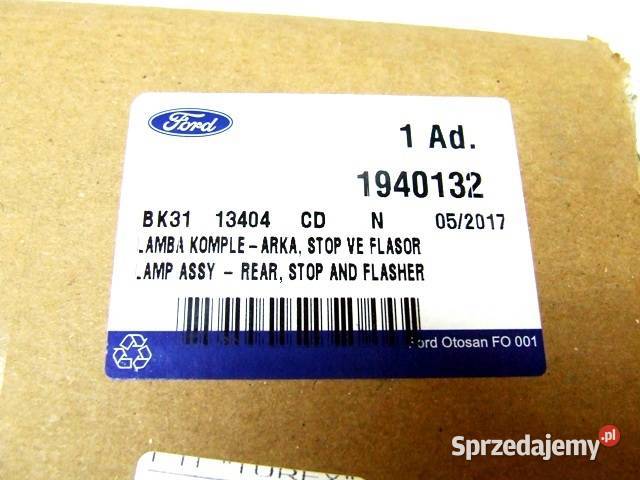 Ford
1 Ad.
1940132
BK31 13404 CD N 05/2017
LAMBA KOMPLE-ARKA, STOP VE FLASOR
LAMP ASSY - REAR, STOP AND FLASHER
Ford Otosan FO 001
Sprzedajemy.pl